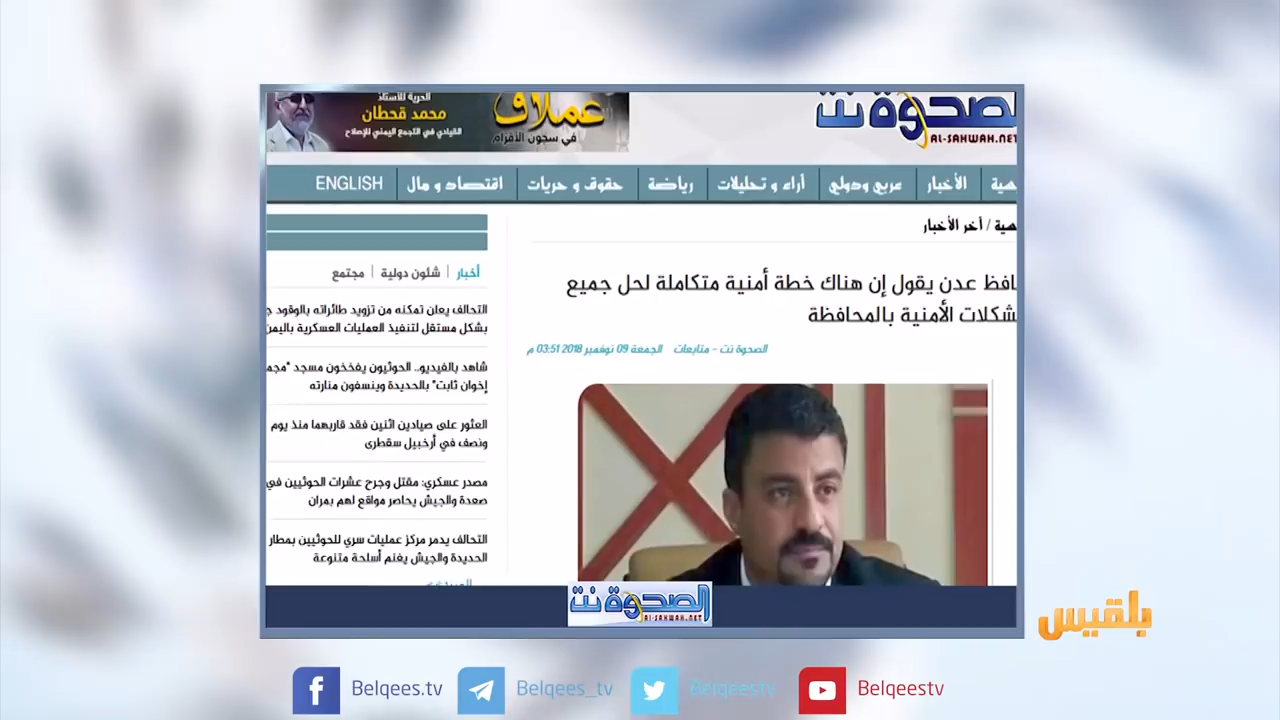 الحرية للأستاذ
محمد قحطان
القيادي في التجمع اليمني للإصلاح
عملاق
في سجون الأقزام
الصحوة نت
AL-SAHWAH.NET
الأخبار
عربي ودولي
أراء و تحليلات
رياضة
حقوق و حريات
اقتصاد و مال
ENGLISH
سية / أخر الأخبار
افظ عدن يقول إن هناك خطة أمنية متكاملة لحل جميع
شكلات الأمنية بالمحافظة
الصحوة نت - متابعات الجمعة 09 نوفمبر 2018 03:51 م
أخبار | شئون دولية | مجتمع
التحالف يعلن تمكنه من تزويد طائراته بالوقود ج
بشكل مستقل لتنفيذ العمليات العسكرية باليمن
شاهد بالفيديو.. الحوثيون يفخخون مسجد "مجم
إخوان ثابت" بالحديدة وينسفون منارته
العثور على صيادين اثنين فقد قاربهما منذ يوم
ونصف في أرخبيل سقطرى
مصدر عسكري: مقتل وجرح عشرات الحوثيين في
صعدة والجيش يحاصر مواقع لهم بمران
التحالف يدمر مركز عمليات سري للحوثيين بمطار
الحديدة والجيش يغنم أسلحة متنوعة
الصحوة نت
AL-SAHWAH.NET
بلقيس
Belqees.tv
Belqees_tv
Belqeestv
Belqeestv